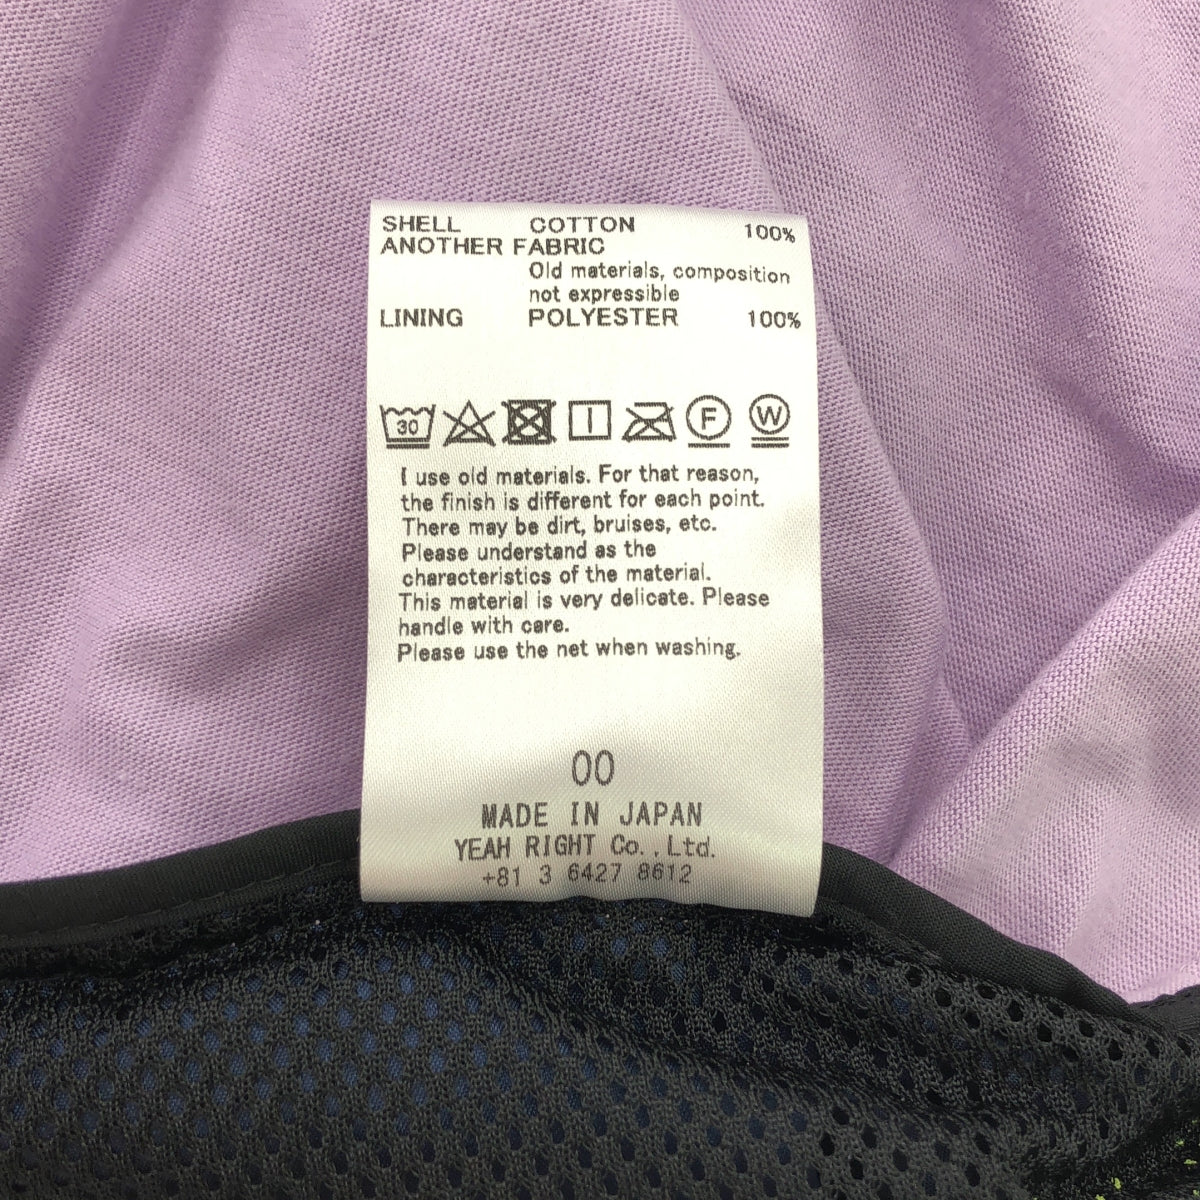 SHELL COTTON 100%
ANOTHER FABRIC
Old materials, composition
not expressible
LINING POLYESTER 100%
30 F W
I use old materials. For that reason,
the finish is different for each point.
There may be dirt, bruises, etc.
Please understand as the
characteristics of the material.
This material is very delicate. Please
handle with care.
Please use the net when washing.
00
MADE IN JAPAN
YEAH RIGHT Co.,Ltd.
+81 3 6427 8612